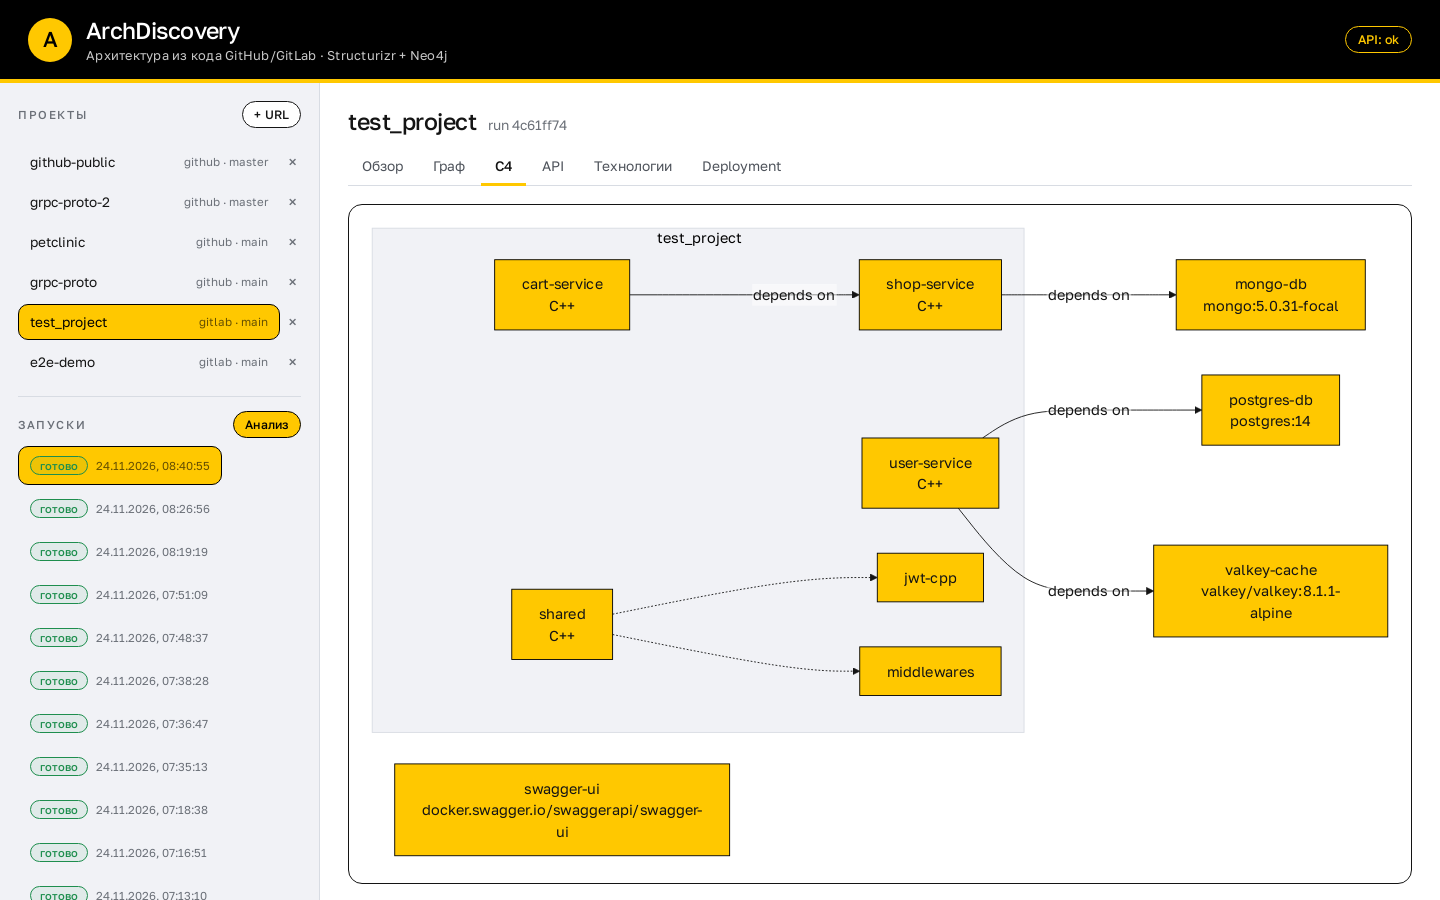 A
ArchDiscovery
Архитектура из кода GitHub/GitLab · Structurizr + Neo4j
API: ok
ПРОЕКТЫ
+ URL
github-public github · master ×
grpc-proto-2 github · master ×
petclinic github · main ×
grpc-proto github · main ×
test_project gitlab · main ×
e2e-demo gitlab · main ×
ЗАПУСКИ
Анализ
готово 24.11.2026, 08:40:55
готово 24.11.2026, 08:26:56
готово 24.11.2026, 08:19:19
готово 24.11.2026, 07:51:09
готово 24.11.2026, 07:48:37
готово 24.11.2026, 07:38:28
готово 24.11.2026, 07:36:47
готово 24.11.2026, 07:35:13
готово 24.11.2026, 07:18:38
готово 24.11.2026, 07:16:51
готово 24.11.2026, 07:13:10
test_project run 4c61ff74
Обзор Граф C4 API Технологии Deployment
test_project
cart-service
C++
depends on
shop-service
C++
depends on
mongo-db
mongo:5.0.31-focal
user-service
C++
depends on
postgres-db
postgres:14
depends on
valkey-cache
valkey/valkey:8.1.1-
alpine
shared
C++
jwt-cpp
middlewares
swagger-ui
docker.swagger.io/swaggerapi/swagger-
ui